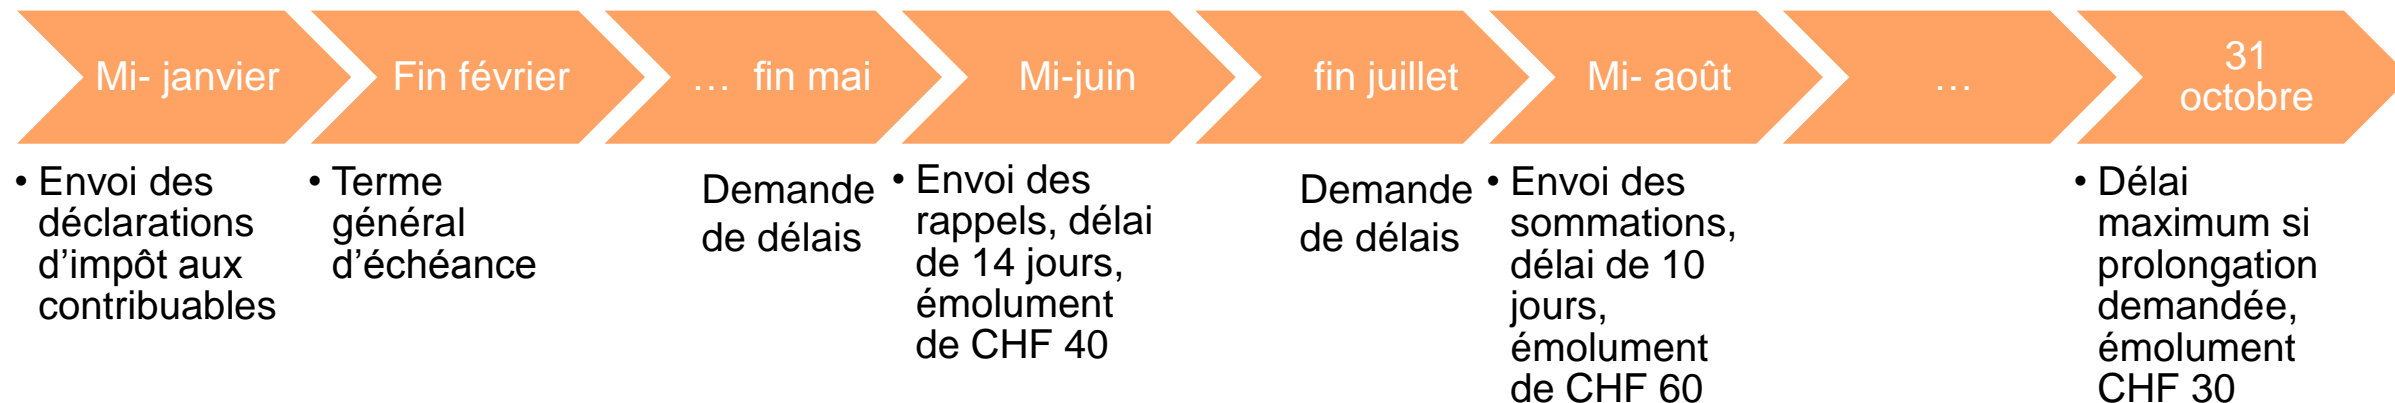 Mi- janvier
Fin février
… fin mai
Mi-juin
fin juillet
Mi- août
…
31
octobre
• Envoi des
déclarations
d’impôt aux
contribuables
• Terme
général
d’échéance
Demande
de délais
• Envoi des
rappels, délai
de 14 jours,
émolument
de CHF 40
Demande
de délais
• Envoi des
sommations,
délai de 10
jours,
émolument
de CHF 60
• Délai
maximum si
prolongation
demandée,
émolument
CHF 30